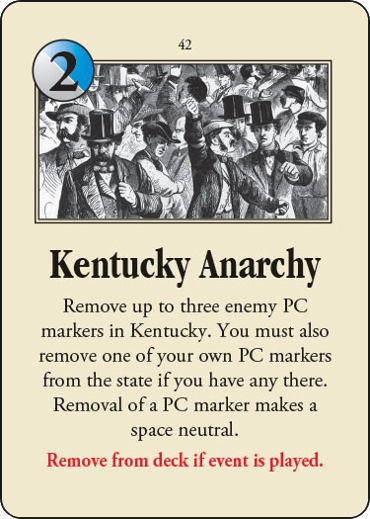 42
2
Kentucky Anarchy
Remove up to three enemy PC
markers in Kentucky. You must also
remove one of your own PC markers
from the state if you have any there.
Removal of a PC marker makes a
space neutral.
Remove from deck if event is played.